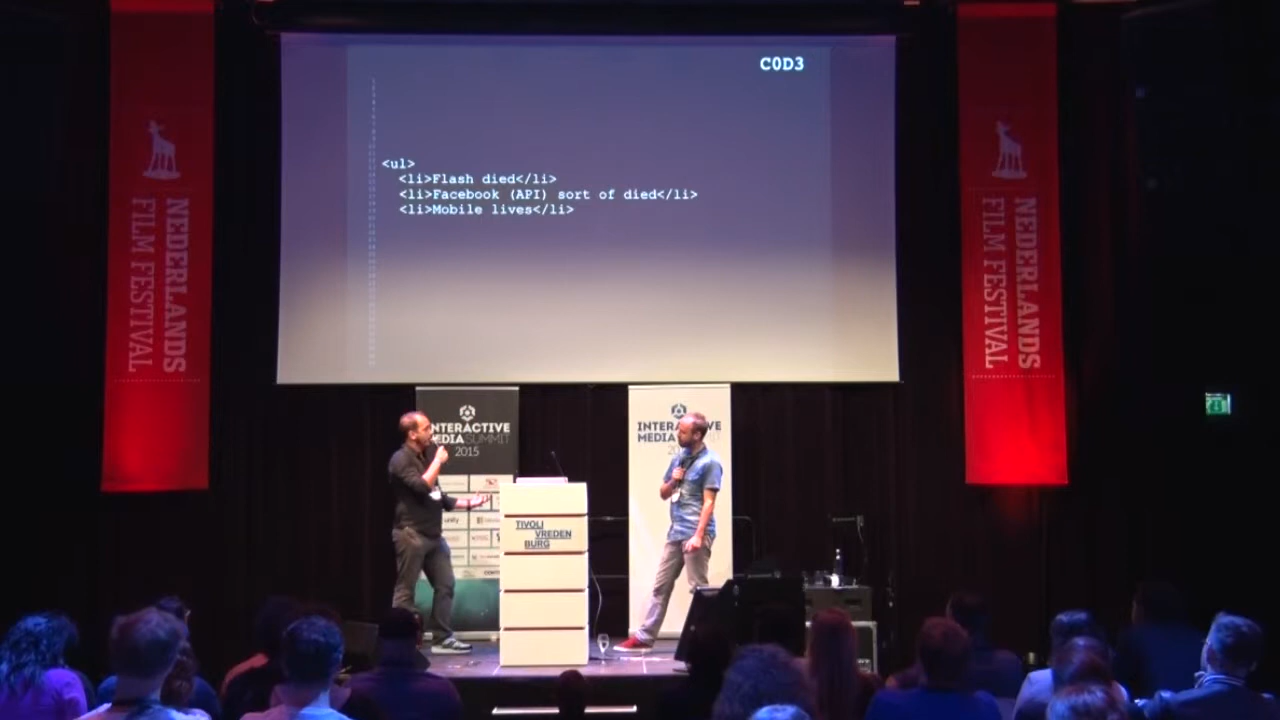 C0D3
<ul>
<li>Flash died</li>
<li>Facebook (API) sort of died</li>
<li>Mobile lives</li>
NEDERLANDS
FILM FESTIVAL
NEDERLANDS
FILM FESTIVAL
INTERACTIVE
MEDIA SUMMIT
2015
INTERACTIVE
MEDIA
TIVOLI
VREDEN
BURG
unity